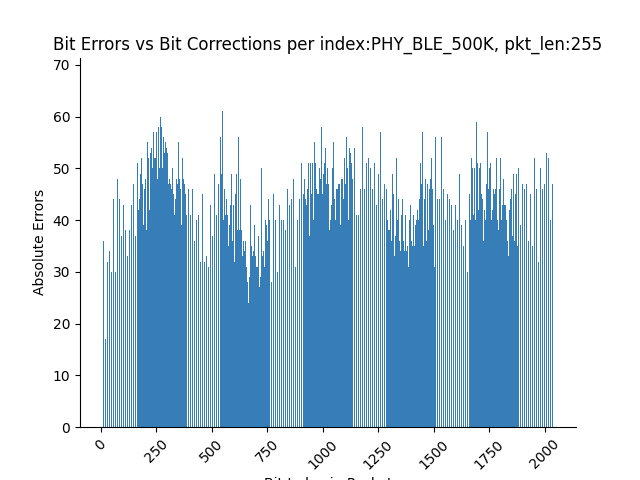 Bit Errors vs Bit Corrections per index:PHY_BLE_500K, pkt_len:255
70
60
50
40
30
20
10
0
Absolute Errors
0 250 500 750 1000 1250 1500 1750 2000